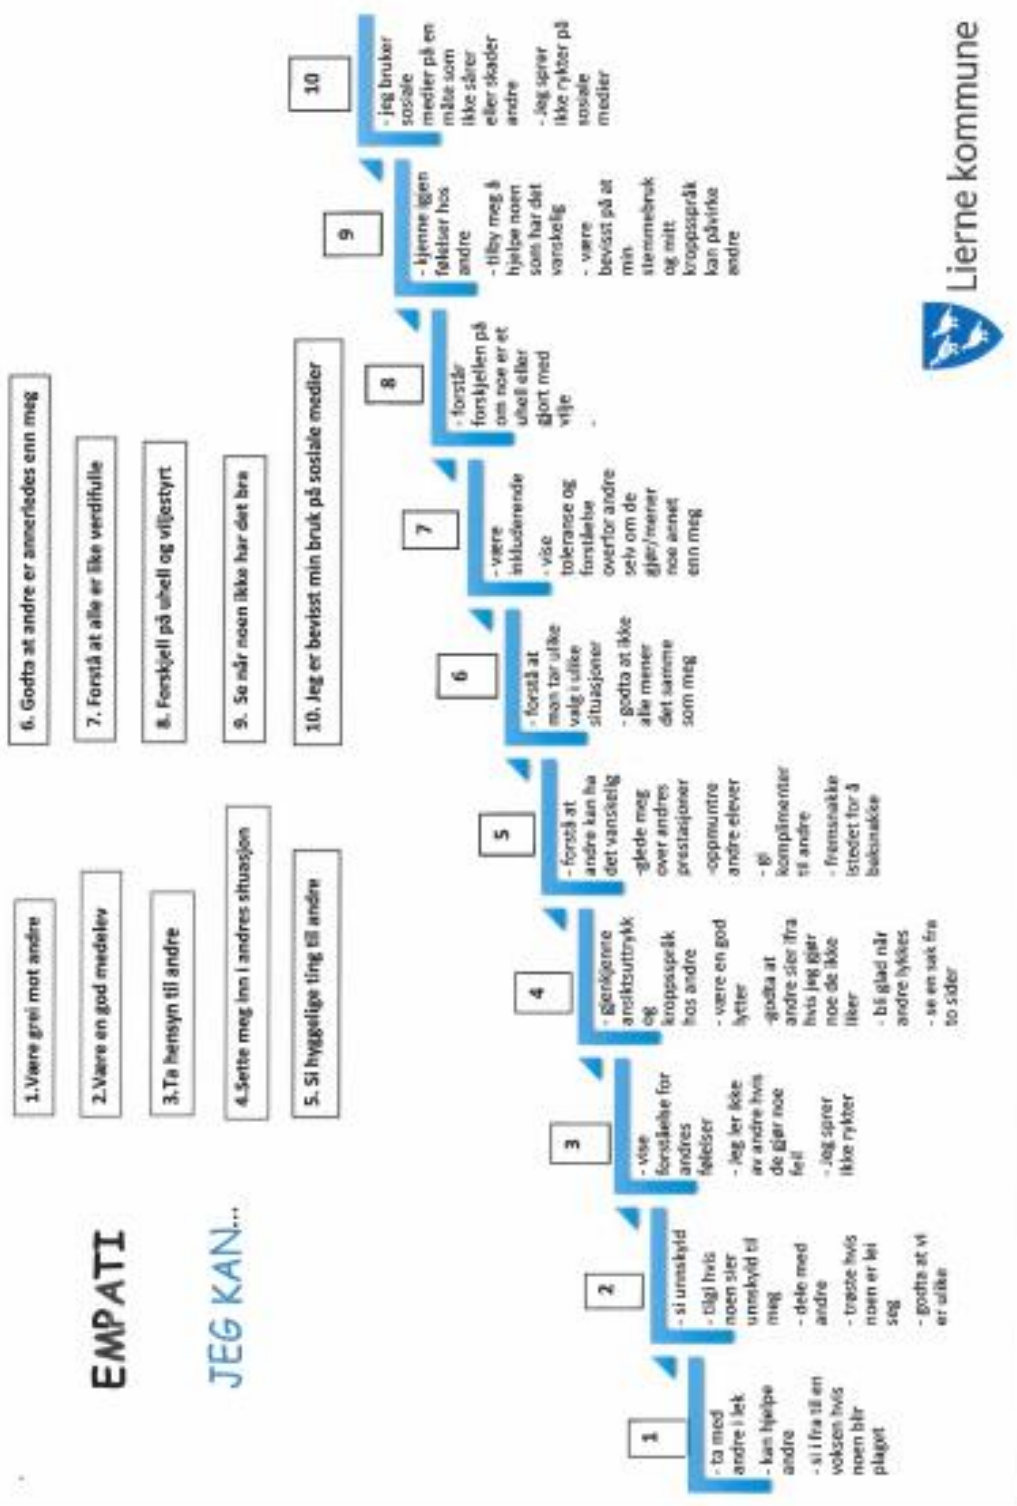 EMPATI
JEG KAN...
1.Være grei mot andre
2.Være en god medelev
3.Ta hensyn til andre
4.Sette meg inn i andres situasjon
5. Si hyggelige ting til andre
6. Godta at andre er annerledes enn meg
7. Forstå at alle er like verdifulle
8. Forskjell på uhell og viljestyrt
9. Se når noen ikke har det bra
10. Jeg er bevisst min bruk på sosiale medier
1
- ta med
andre i lek
- kan hjelpe
andre
- si i fra til en
voksen hvis
noen blir
plaget
2
- si unnskyld
- tilgi hvis
noen sier
unnskyld til
meg
- dele med
andre
- trøste hvis
noen er lei
seg
- godta at vi
er ulike
3
- vise
forståelse for
andres
følelser
- Jeg ler ikke
av andre hvis
de gjør noe
feil
- Jeg sprer
ikke rykter
4
- gjenkjenne
ansiktsuttrykk
og
kroppsspråk
hos andre
- være en god
lytter
-godta at
andre sier ifra
hvis jeg gjør
noe de ikke
liker
- bli glad når
andre lykkes
- se en sak fra
to sider
5
- forstå at
andre kan ha
det vanskelig
-glede meg
over andres
prestasjoner
-oppmuntre
andre elever
- gi
komplimenter
til andre
- fremsnakke
istedet for å
baksnakke
6
- forstå at
man tar ulike
valg i ulike
situasjoner
- godta at ikke
alle mener
det samme
som meg
7
- være
inkluderende
- vise
toleranse og
forståelse
overfor andre
selv om de
gjør/mener
noe annet
enn meg
8
- forstår
forskjellen på
om noe er et
uhell eller
gjort med
vilje
-
9
- kjenne igjen
følelser hos
andre
- tilby meg å
hjelpe noen
som har det
vanskelig
- være
bevisst på at
min
stemmebruk
og mitt
kroppsspråk
kan påvirke
andre
10
- jeg bruker
sosiale
medier på en
måte som
ikke sårer
eller skader
andre
- Jeg sprer
ikke rykter på
sosiale
medier
Lierne kommune